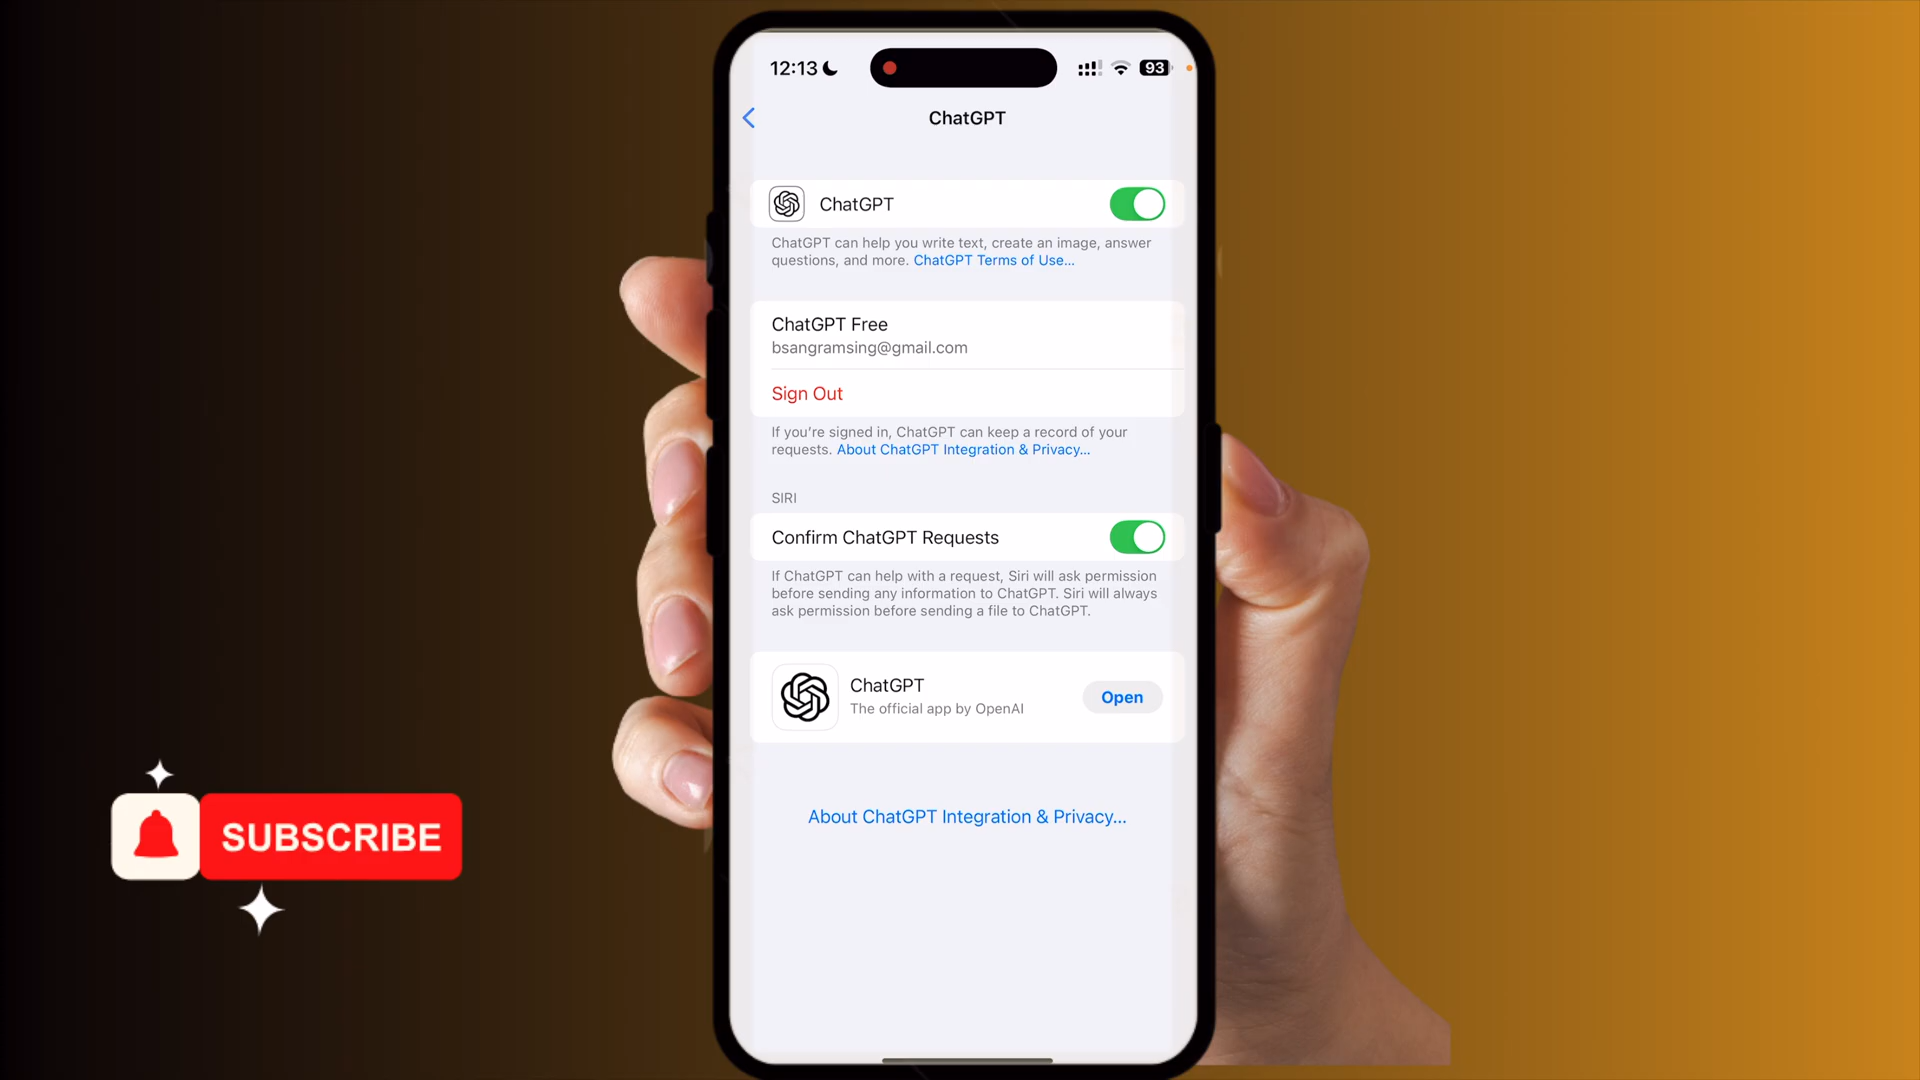 12:13
93
ChatGPT
ChatGPT
ChatGPT can help you write text, create an image, answer
questions, and more. ChatGPT Terms of Use...
ChatGPT Free
bsangramsing@gmail.com
Sign Out
If you're signed in, ChatGPT can keep a record of your
requests. About ChatGPT Integration & Privacy...
SIRI
Confirm ChatGPT Requests
If ChatGPT can help with a request, Siri will ask permission
before sending any information to ChatGPT. Siri will always
ask permission before sending a file to ChatGPT.
ChatGPT
The official app by OpenAI
Open
About ChatGPT Integration & Privacy...
SUBSCRIBE